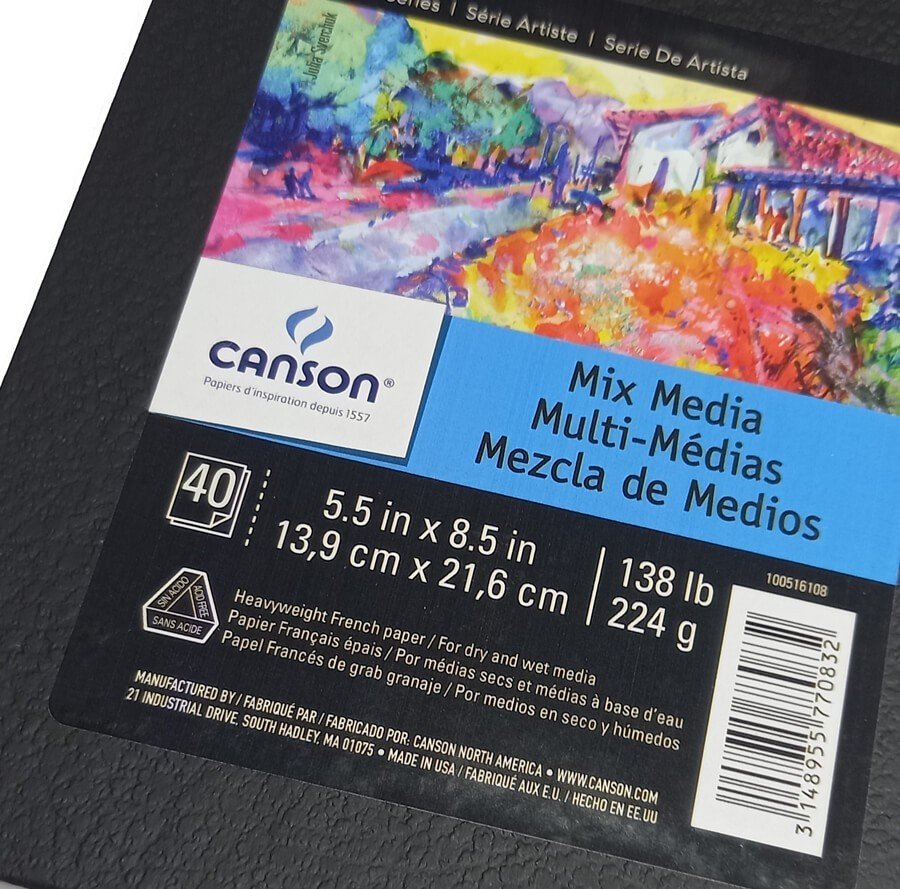 Series | Série Artiste | Serie De Artista
Julia Swerchuk
CANSON®
Papiers d'inspiration depuis 1557
Mix Media
Multi-Médias
Mezcla de Medios
40
5.5 in x 8.5 in
13,9 cm x 21,6 cm
138 lb
224 g
100516108
SIN ACIDO
ACID FREE
SANS ACIDE
Heavyweight French paper / For dry and wet media
Papier Français épais / Por médias secs et médias à base d'eau
Papel Francés de grab granaje / Por medios en seco y húmedos
MANUFACTURED BY / FABRIQUÉ PAR / FABRICADO POR: CANSON NORTH AMERICA • WWW.CANSON.COM
21 INDUSTRIAL DRIVE, SOUTH HADLEY, MA 01075 • MADE IN USA / FABRIQUÉ AUX E.U. / HECHO EN EE.UU
3 148955 770832